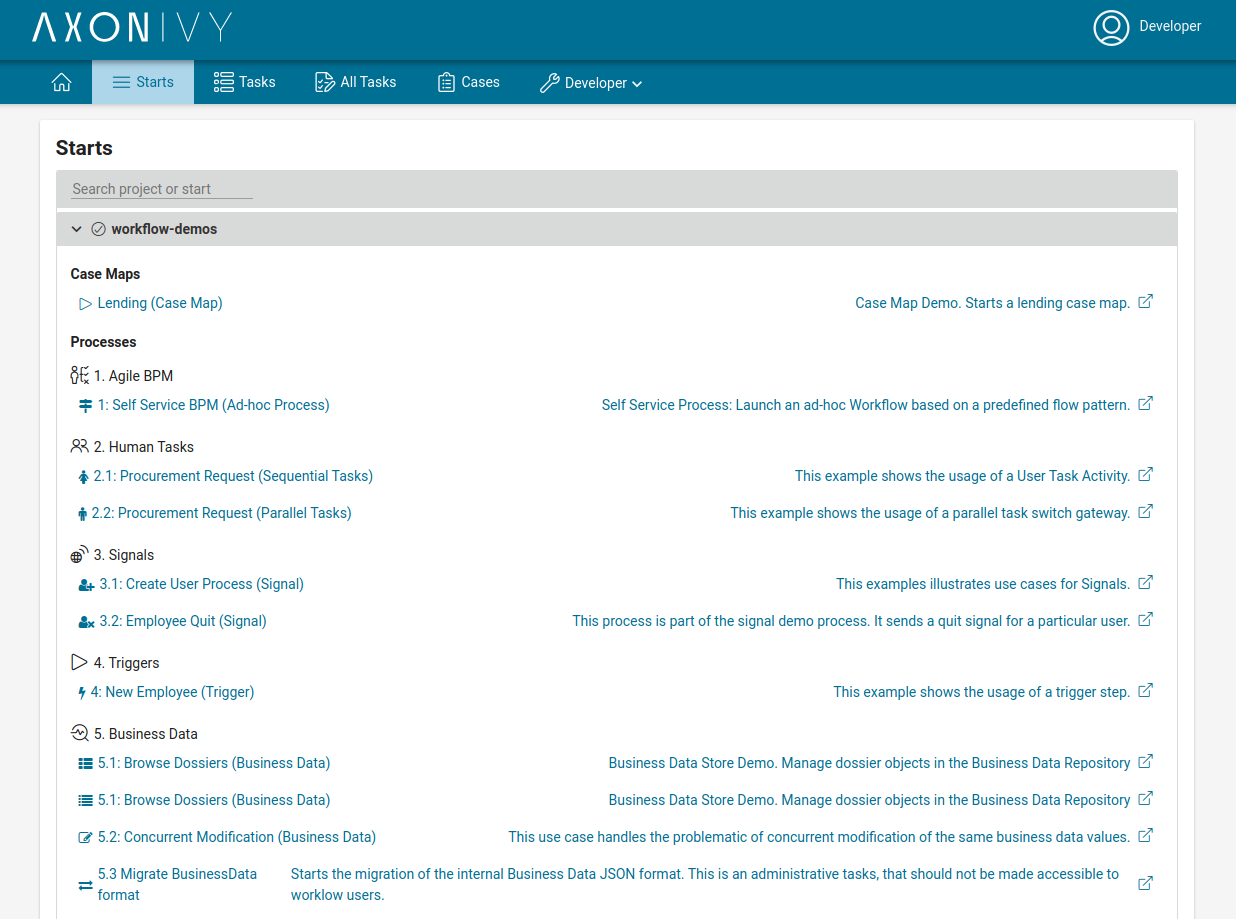 AXONIVY
Developer
Starts
Tasks
All Tasks
Cases
Developer
Starts
Search project or start
workflow-demos
Case Maps
Lending (Case Map) Case Map Demo. Starts a lending case map.
Processes
1. Agile BPM
1: Self Service BPM (Ad-hoc Process) Self Service Process: Launch an ad-hoc Workflow based on a predefined flow pattern.
2. Human Tasks
2.1: Procurement Request (Sequential Tasks) This example shows the usage of a User Task Activity.
2.2: Procurement Request (Parallel Tasks) This example shows the usage of a parallel task switch gateway.
3. Signals
3.1: Create User Process (Signal) This examples illustrates use cases for Signals.
3.2: Employee Quit (Signal) This process is part of the signal demo process. It sends a quit signal for a particular user.
4. Triggers
4: New Employee (Trigger) This example shows the usage of a trigger step.
5. Business Data
5.1: Browse Dossiers (Business Data) Business Data Store Demo. Manage dossier objects in the Business Data Repository
5.1: Browse Dossiers (Business Data) Business Data Store Demo. Manage dossier objects in the Business Data Repository
5.2: Concurrent Modification (Business Data) This use case handles the problematic of concurrent modification of the same business data values.
5.3 Migrate BusinessData Starts the migration of the internal Business Data JSON format. This is an administrative tasks, that should not be made accessible to
format worklow users.